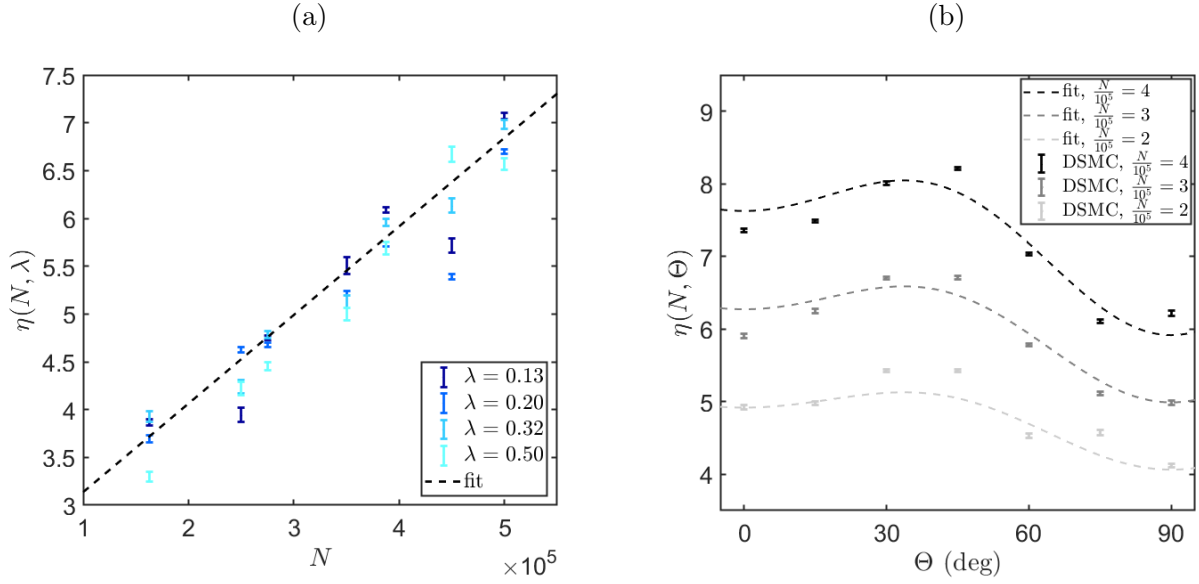 (a)
7.5
7
6.5
6
5.5
5
4.5
4
3.5
3
η(N, λ)
1 2 3 4 5
×10^5
N
λ = 0.13
λ = 0.20
λ = 0.32
λ = 0.50
fit
(b)
9
8
7
6
5
4
η(N, Θ)
0 30 60 90
Θ (deg)
fit, N/10^5 = 4
fit, N/10^5 = 3
fit, N/10^5 = 2
DSMC, N/10^5 = 4
DSMC, N/10^5 = 3
DSMC, N/10^5 = 2